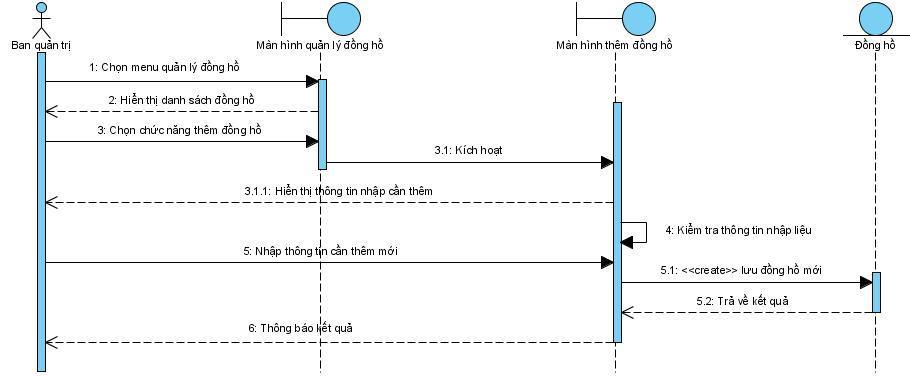 Ban quản trị
Màn hình quản lý đồng hồ
Màn hình thêm đồng hồ
Đồng hồ
1: Chọn menu quản lý đồng hồ
2: Hiển thị danh sách đồng hồ
3: Chọn chức năng thêm đồng hồ
3.1: Kích hoạt
3.1.1: Hiển thị thông tin nhập cần thêm
4: Kiểm tra thông tin nhập liệu
5: Nhập thông tin cần thêm mới
5.1: <<create>> lưu đồng hồ mới
5.2: Trả về kết quả
6: Thông báo kết quả